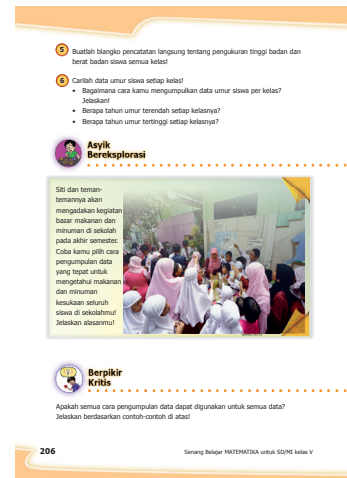 5 Buatlah blangko pencatatan langsung tentang pengukuran tinggi badan dan
berat badan siswa semua kelas!
6 Carilah data umur siswa setiap kelas!
• Bagaimana cara kamu mengumpulkan data umur siswa per kelas?
Jelaskan!
• Berapa tahun umur terendah setiap kelasnya?
• Berapa tahun umur tertinggi setiap kelasnya?
Asyik
Bereksplorasi
Siti dan teman-
temannya akan
mengadakan kegiatan
bazar makanan dan
minuman di sekolah
pada akhir semester.
Coba kamu pilih cara
pengumpulan data
yang tepat untuk
mengetahui makanan
dan minuman
kesukaan seluruh
siswa di sekolahmu!
Jelaskan alasanmu!
Berpikir
Kritis
Apakah semua cara pengumpulan data dapat digunakan untuk semua data?
Jelaskan berdasarkan contoh-contoh di atas!
206
Senang Belajar MATEMATIKA untuk SD/MI kelas V